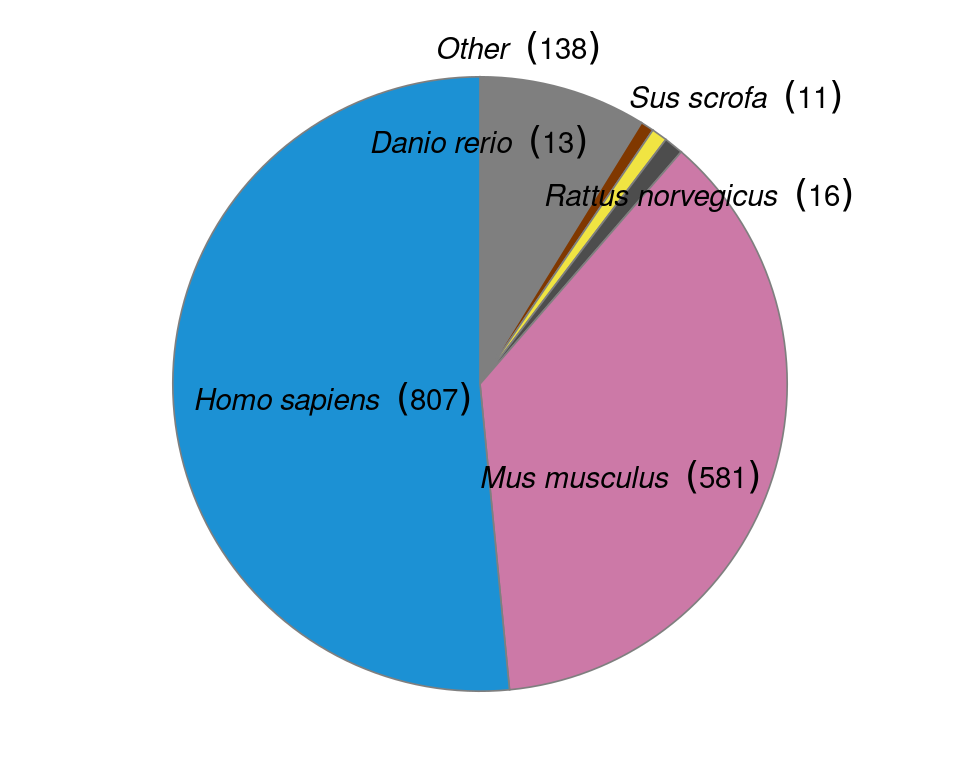 Other (138)
Sus scrofa (11)
Danio rerio (13)
Rattus norvegicus (16)
Homo sapiens (807)
Mus musculus (581)